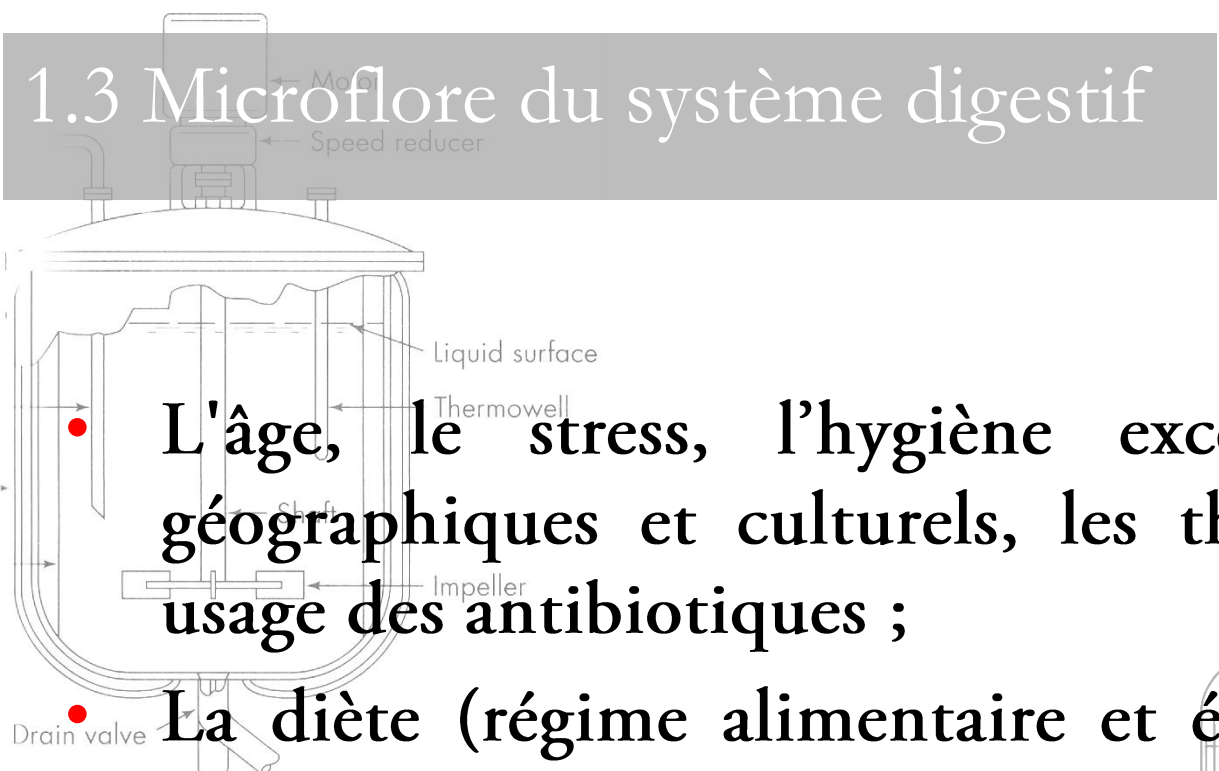 1.3 Microflore du système digestif
Motor
Speed reducer
Liquid surface
Thermowell
• L'âge, le stress, l’hygiène
géographiques et culturels, les
Shaft
Impeller
usage des antibiotiques ;
• La diète (régime alimentaire et
Drain valve